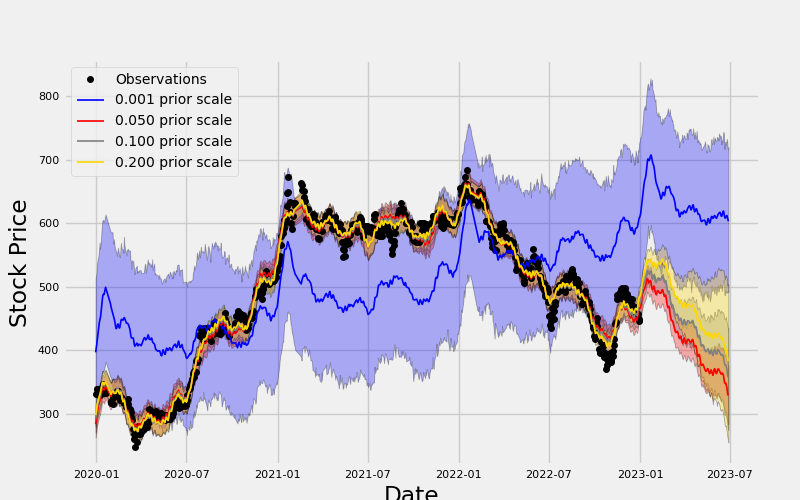 Observations
0.001 prior scale
0.050 prior scale
0.100 prior scale
0.200 prior scale
Stock Price
800
700
600
500
400
300
2020-01 2020-07 2021-01 2021-07 2022-01 2022-07 2023-01 2023-07
Date